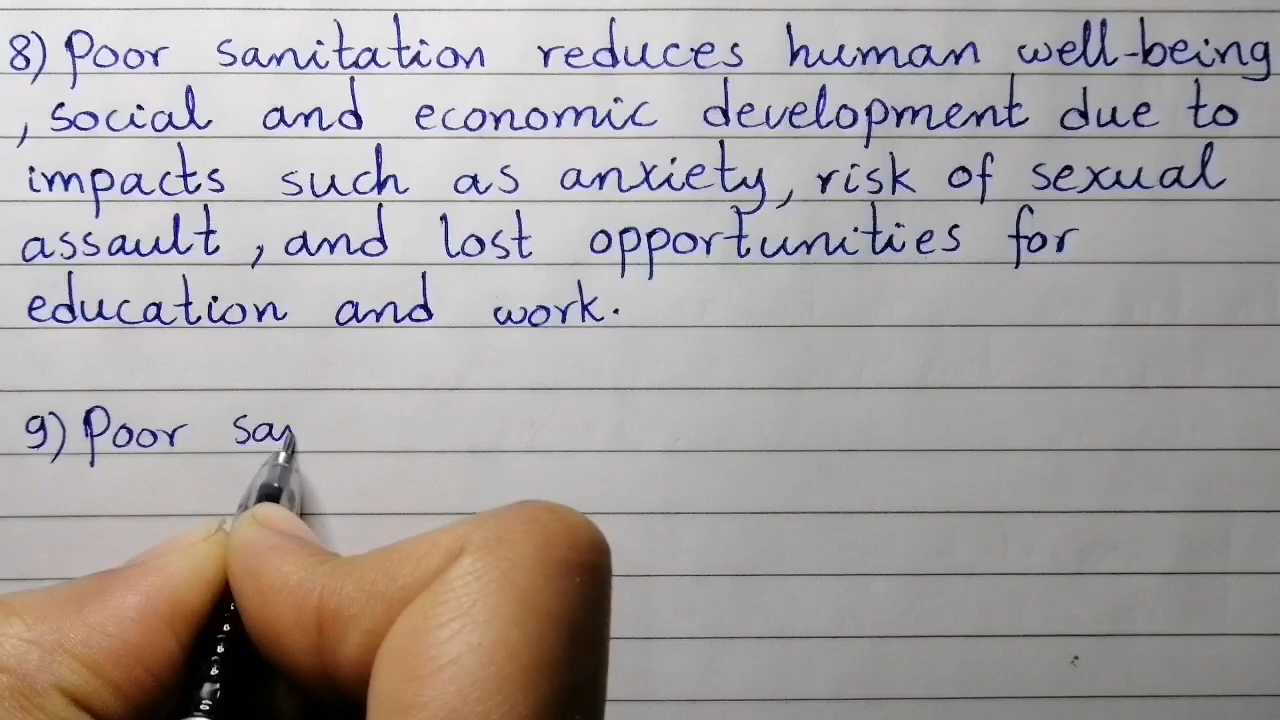 8) Poor sanitation reduces human well-being
, social and economic development due to
impacts such as anxiety, risk of sexual
assault, and lost opportunities for
education and work.
9) Poor sa